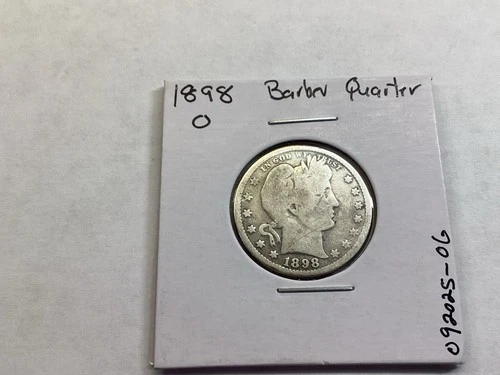 1898 Barber Quarter
O
IN GOD WE TRUST
1898
092025-06